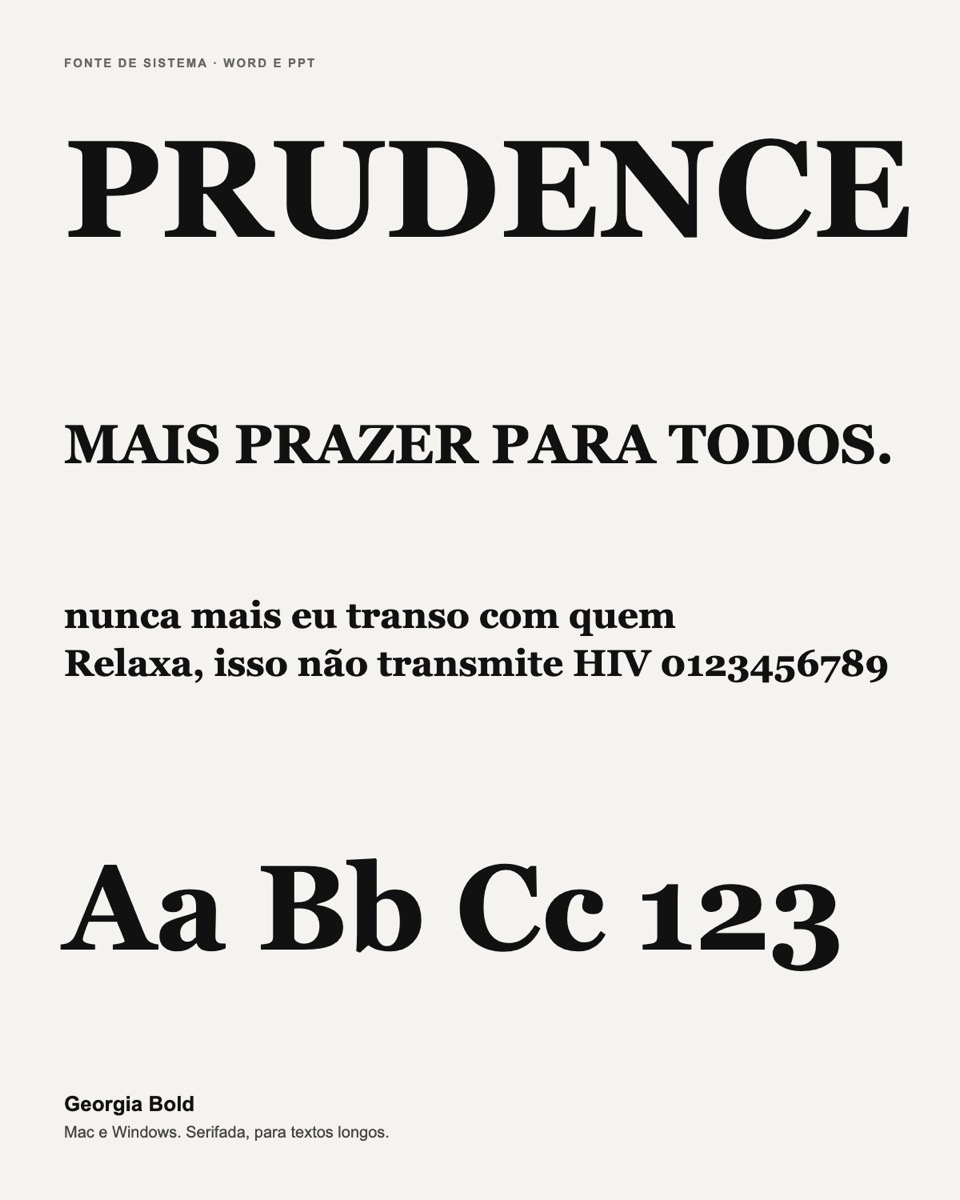 FONTE DE SISTEMA · WORD E PPT
PRUDENCE
MAIS PRAZER PARA TODOS.
nunca mais eu transo com quem
Relaxa, isso não transmite HIV 0123456789
Aa Bb Cc 123
Georgia Bold
Mac e Windows. Serifada, para textos longos.